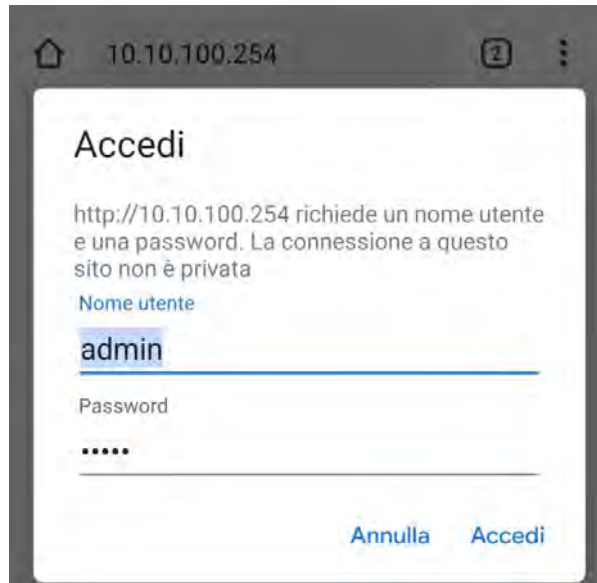 10.10.100.254
2
Accedi
http://10.10.100.254 richiede un nome utente
e una password. La connessione a questo
sito non è privata
Nome utente
admin
Password
•••••
Annulla
Accedi